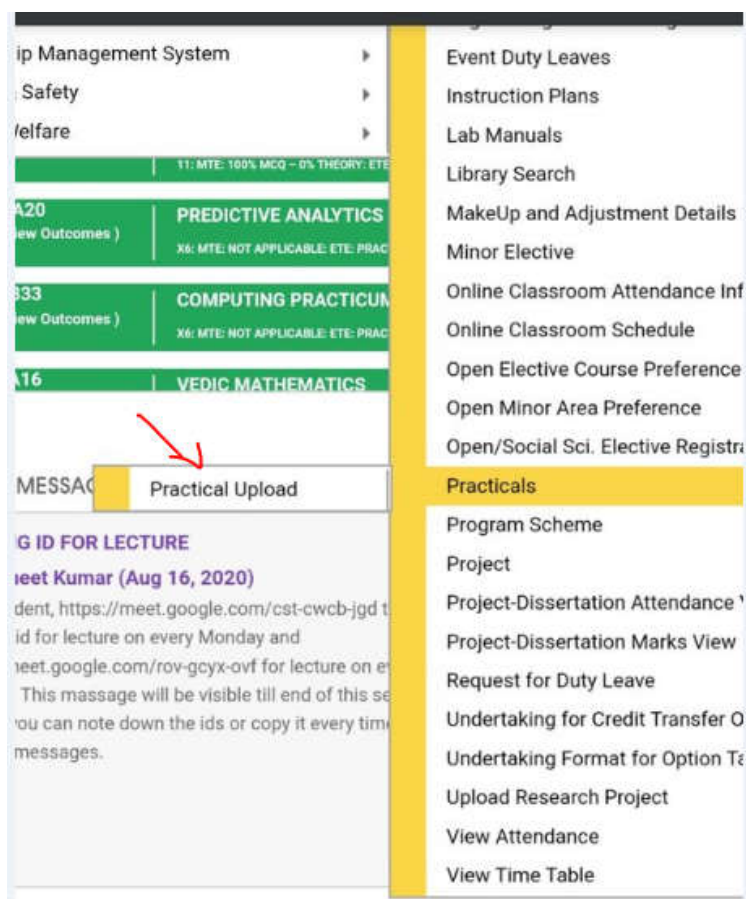 ip Management System
Safety
elfare
11: MTE: 100% MCQ – 0% THEORY: ETE
A20
iew Outcomes )
PREDICTIVE ANALYTICS
X6: MTE: NOT APPLICABLE: ETE: PRAC
333
iew Outcomes )
COMPUTING PRACTICUM
X6: MTE: NOT APPLICABLE: ETE: PRAC
A16
VEDIC MATHEMATICS
MESSAG
Practical Upload
G ID FOR LECTURE
neet Kumar (Aug 16, 2020)
dent, https://meet.google.com/cst-cwcb-jgd t
id for lecture on every Monday and
neet.google.com/rov-gcyx-ovf for lecture on e
This massage will be visible till end of this se
you can note down the ids or copy it every time
messages.
Event Duty Leaves
Instruction Plans
Lab Manuals
Library Search
MakeUp and Adjustment Details
Minor Elective
Online Classroom Attendance Inf
Online Classroom Schedule
Open Elective Course Preference
Open Minor Area Preference
Open/Social Sci. Elective Registra
Practicals
Program Scheme
Project
Project-Dissertation Attendance
Project-Dissertation Marks View
Request for Duty Leave
Undertaking for Credit Transfer O
Undertaking Format for Option Ta
Upload Research Project
View Attendance
View Time Table